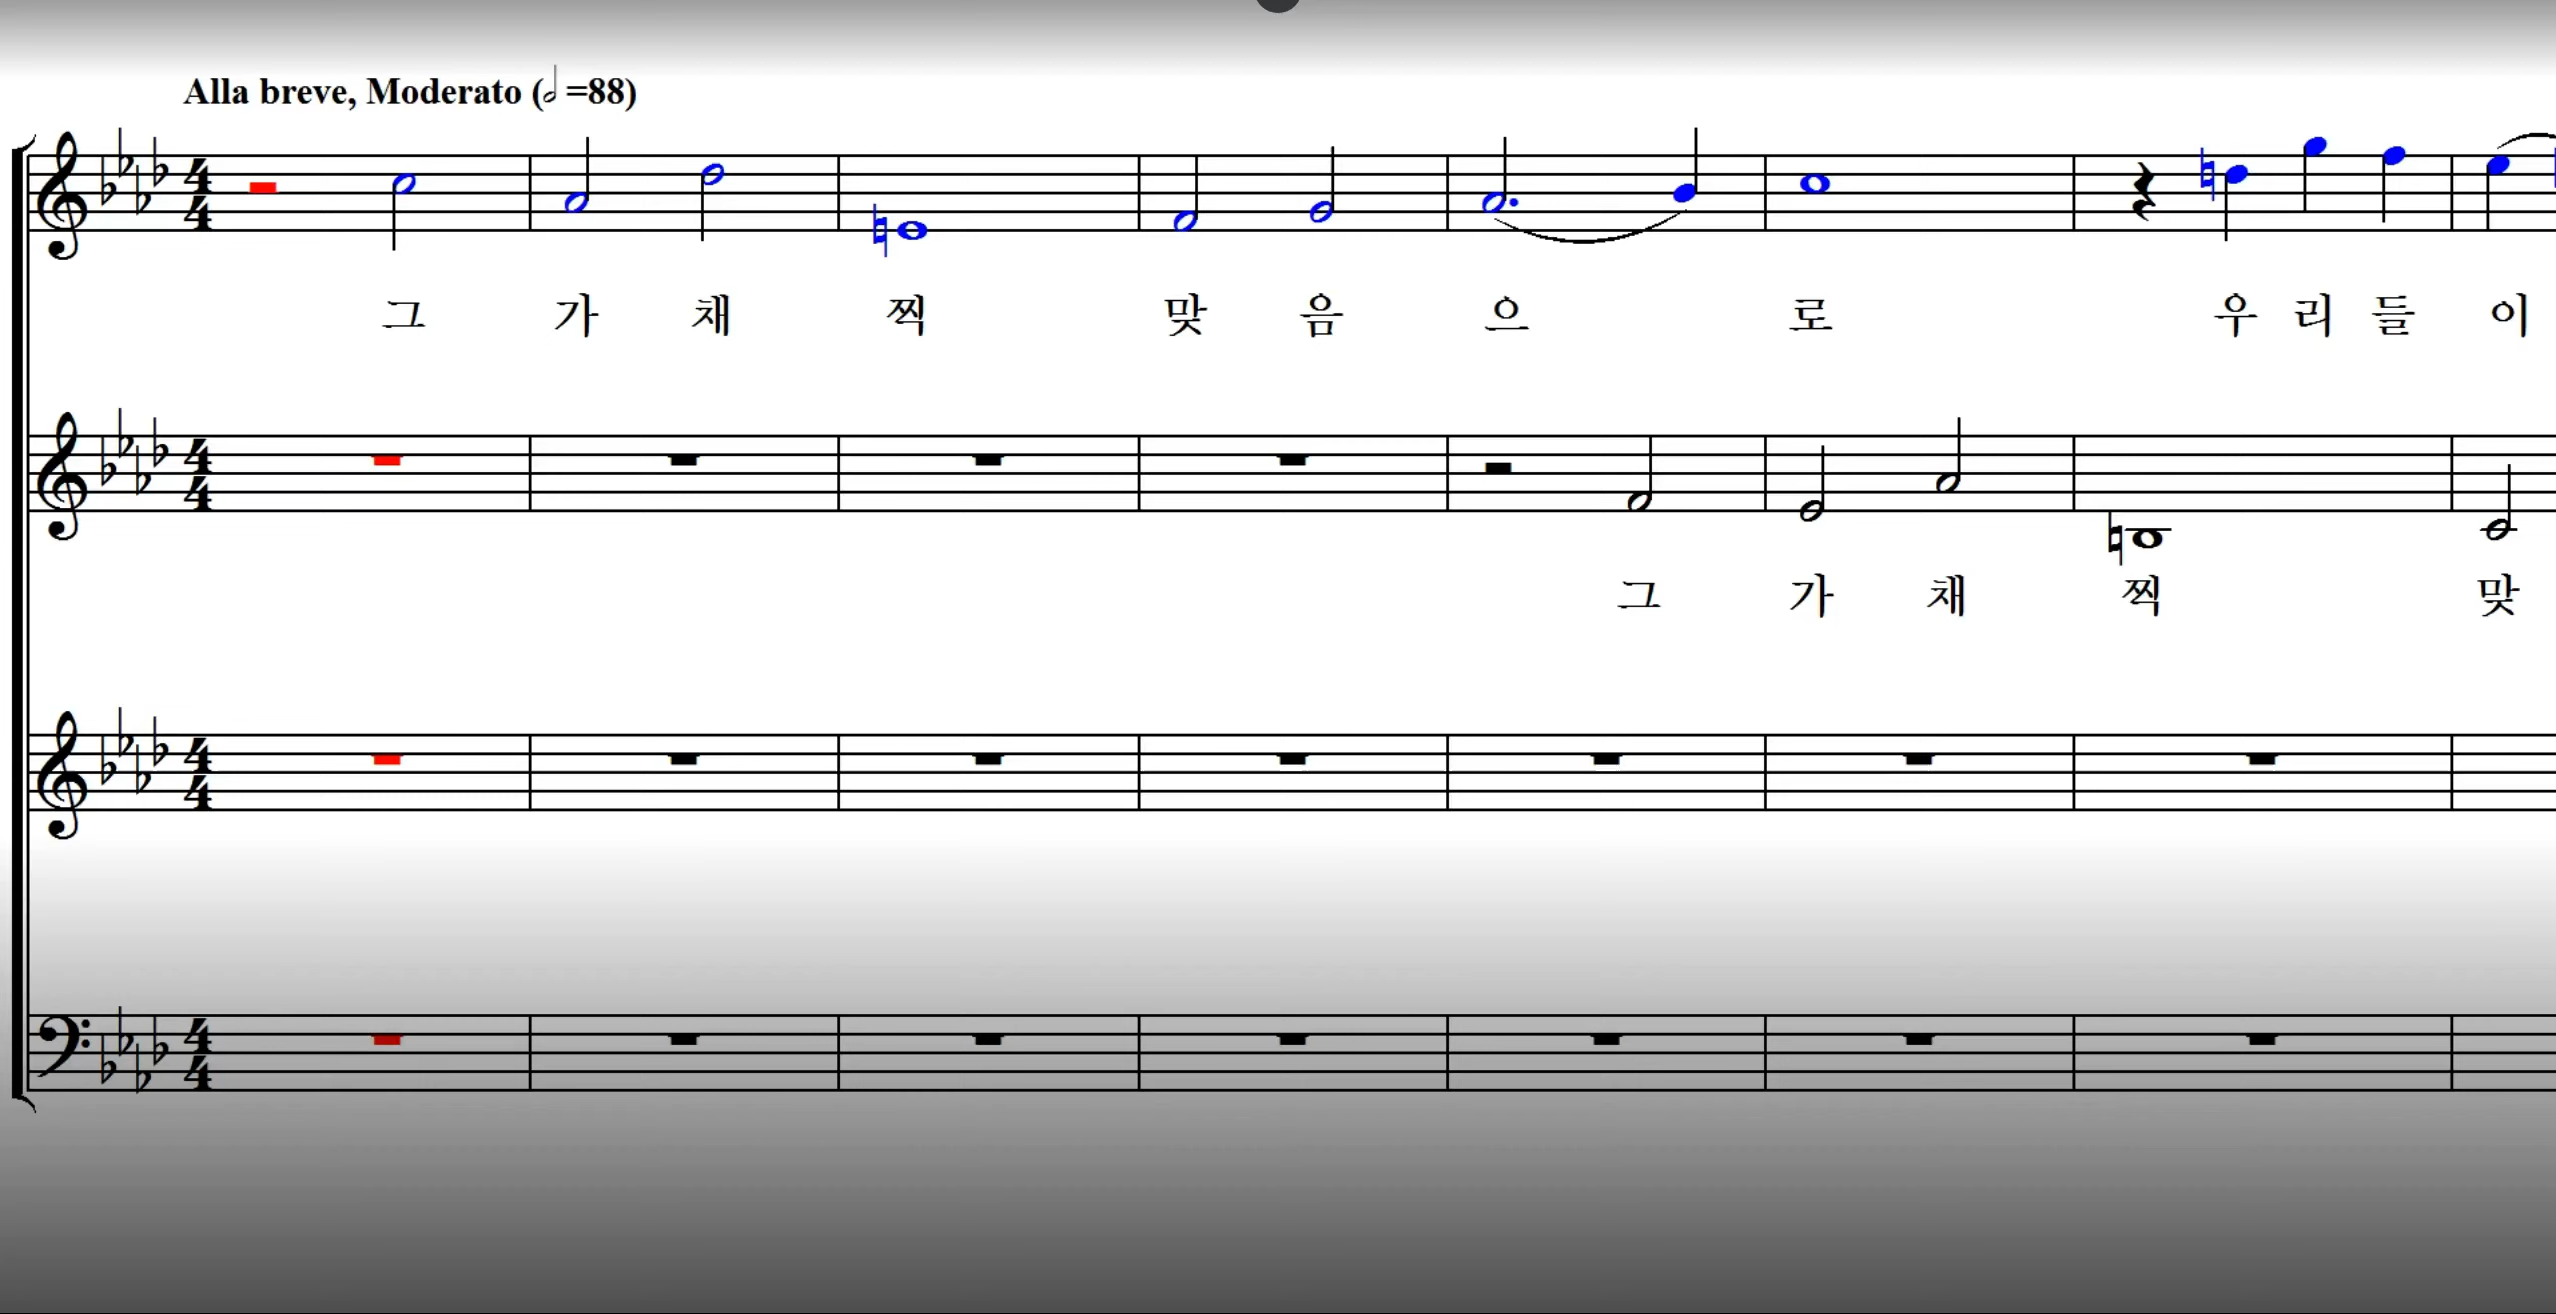 Alla breve, Moderato (𝅗𝅥 =88)
그 가 채 찍 맞 음 으 로 우 리 들 이
그 가 채 찍 맞